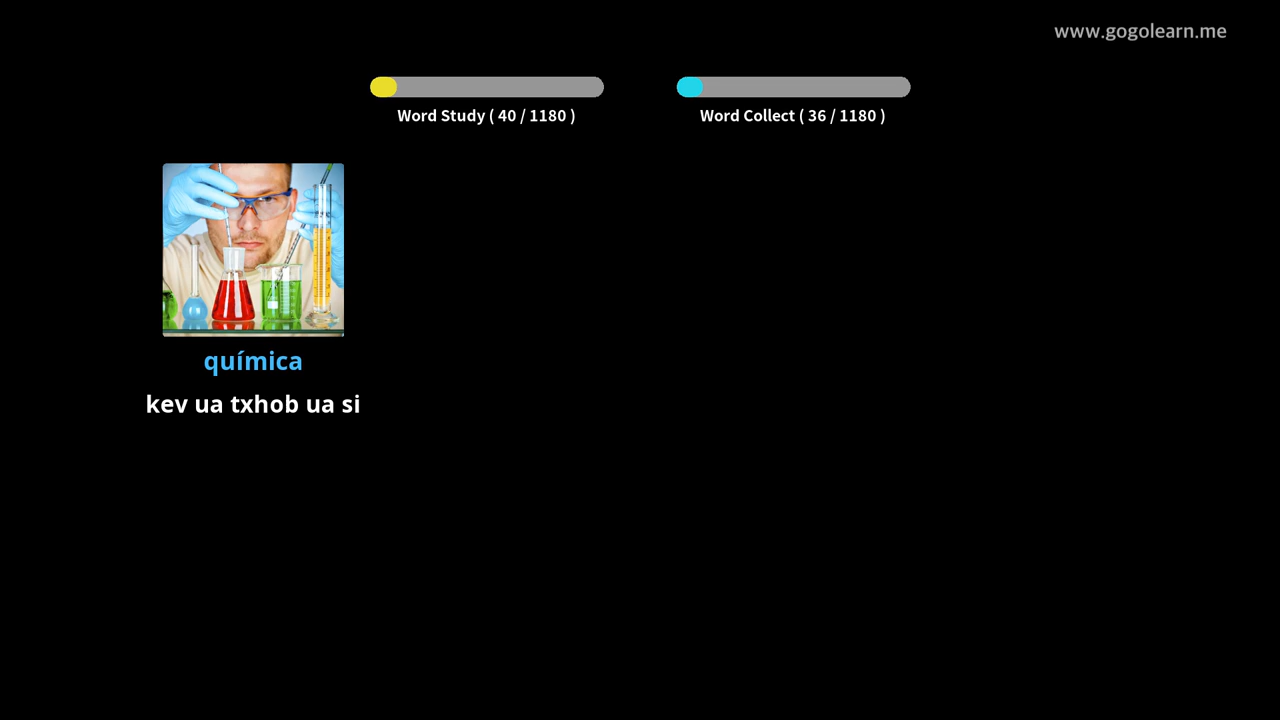 www.gogolearn.me
Word Study ( 40 / 1180 )
Word Collect ( 36 / 1180 )
química
kev ua txhob ua si